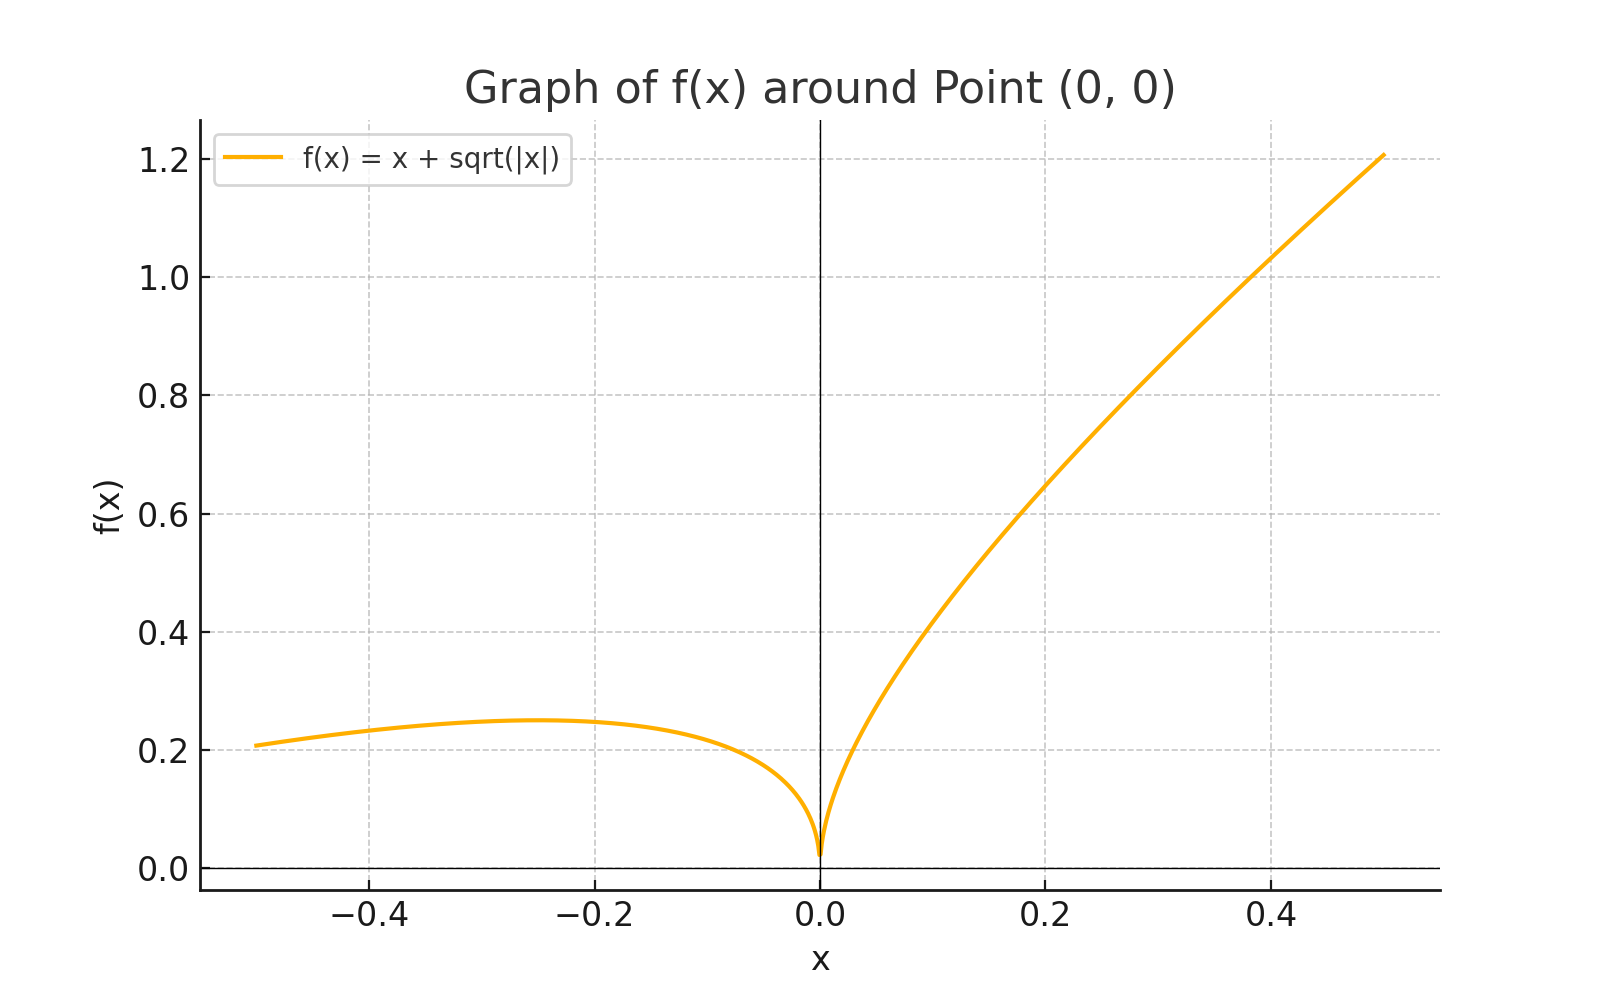 Graph of f(x) around Point (0, 0)
f(x) = x + sqrt(|x|)
1.2
1.0
0.8
0.6
0.4
0.2
0.0
f(x)
−0.4 −0.2 0.0 0.2 0.4
x